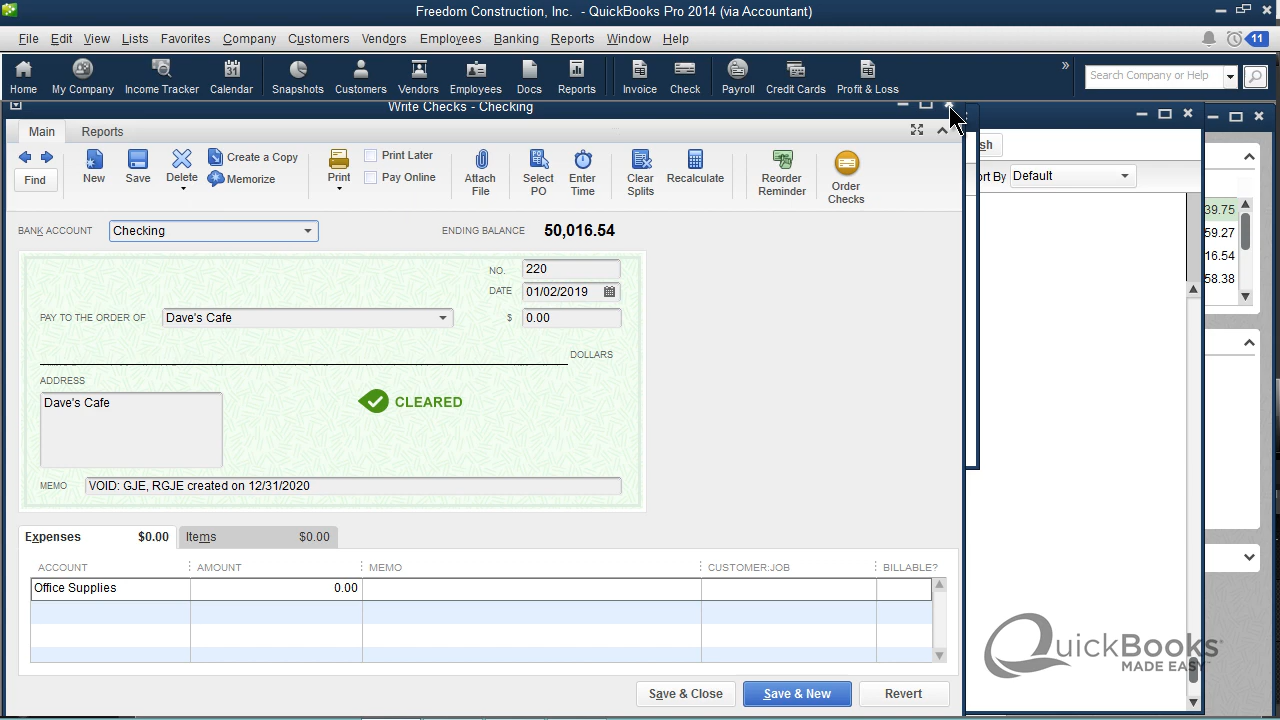 Freedom Construction, Inc. - QuickBooks Pro 2014 (via Accountant)
File Edit View Lists Favorites Company Customers Vendors Employees Banking Reports Window Help
11
Home My Company Income Tracker Calendar Snapshots Customers Vendors Employees Docs Reports Invoice Check Payroll Credit Cards Profit & Loss
31
» Search Company or Help
Write Checks - Checking
Main Reports
Find New Save Delete Create a Copy Memorize
Print Print Later Pay Online
Attach File
Select PO
Enter Time
Clear Splits
Recalculate
Reorder Reminder
Order Checks
sh
ort By Default
BANK ACCOUNT Checking ENDING BALANCE 50,016.54
39.75
59.27
16.54
58.38
NO. 220
DATE 01/02/2019
PAY TO THE ORDER OF Dave's Cafe $ 0.00
DOLLARS
ADDRESS
Dave's Cafe
CLEARED
MEMO VOID: GJE, RGJE created on 12/31/2020
Expenses $0.00 Items $0.00
ACCOUNT AMOUNT MEMO CUSTOMER:JOB BILLABLE?
Office Supplies 0.00
Save & Close Save & New Revert
QuickBooks
MADE EASY